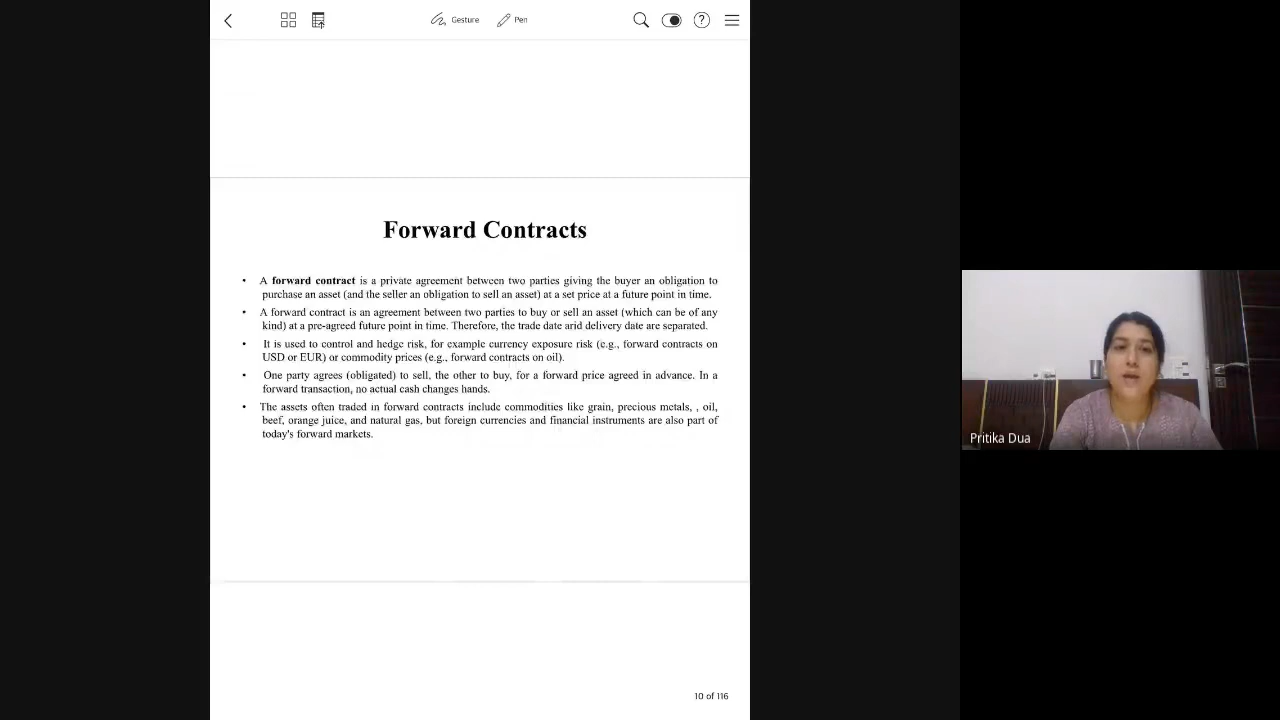 Gesture
Pen
Forward Contracts
• A forward contract is a private agreement between two parties giving the buyer an obligation to
purchase an asset (and the seller an obligation to sell an asset) at a set price at a future point in time.
• A forward contract is an agreement between two parties to buy or sell an asset (which can be of any
kind) at a pre-agreed future point in time. Therefore, the trade date arid delivery date are separated.
• It is used to control and hedge risk, for example currency exposure risk (e.g., forward contracts on
USD or EUR) or commodity prices (e.g., forward contracts on oil).
• One party agrees (obligated) to sell, the other to buy, for a forward price agreed in advance. In a
forward transaction, no actual cash changes hands.
• The assets often traded in forward contracts include commodities like grain, precious metals, , oil,
beef, orange juice, and natural gas, but foreign currencies and financial instruments are also part of
today's forward markets.
10 of 116
Pritika Dua